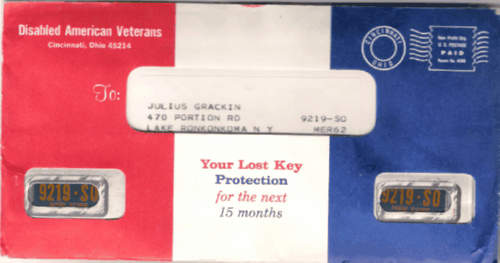 Disabled American Veterans
Cincinnati, Ohio 45214
CINCINNATI
OHIO
Non Profit Org.
U.S. POSTAGE
PAID
To:
JULIUS GRACKIN
470 PORTION RD 9219-SO
LAKE RONKONKOMA N Y MER62
Your Lost Key
Protection
for the next
15 months
9219-SO
9219-SO